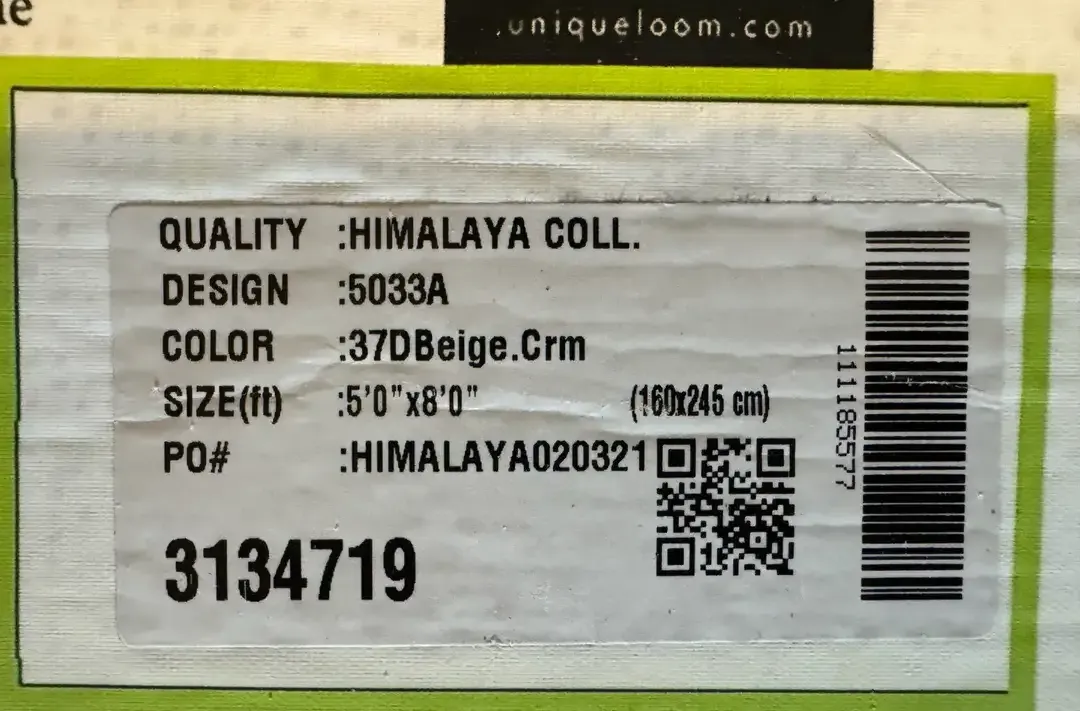 .uniqueloom.com
QUALITY :HIMALAYA COLL.
DESIGN :5033A
COLOR :37DBeige.Crm
SIZE(ft) :5'0"x8'0" (160x245 cm)
PO# :HIMALAYA020321
3134719
111185577